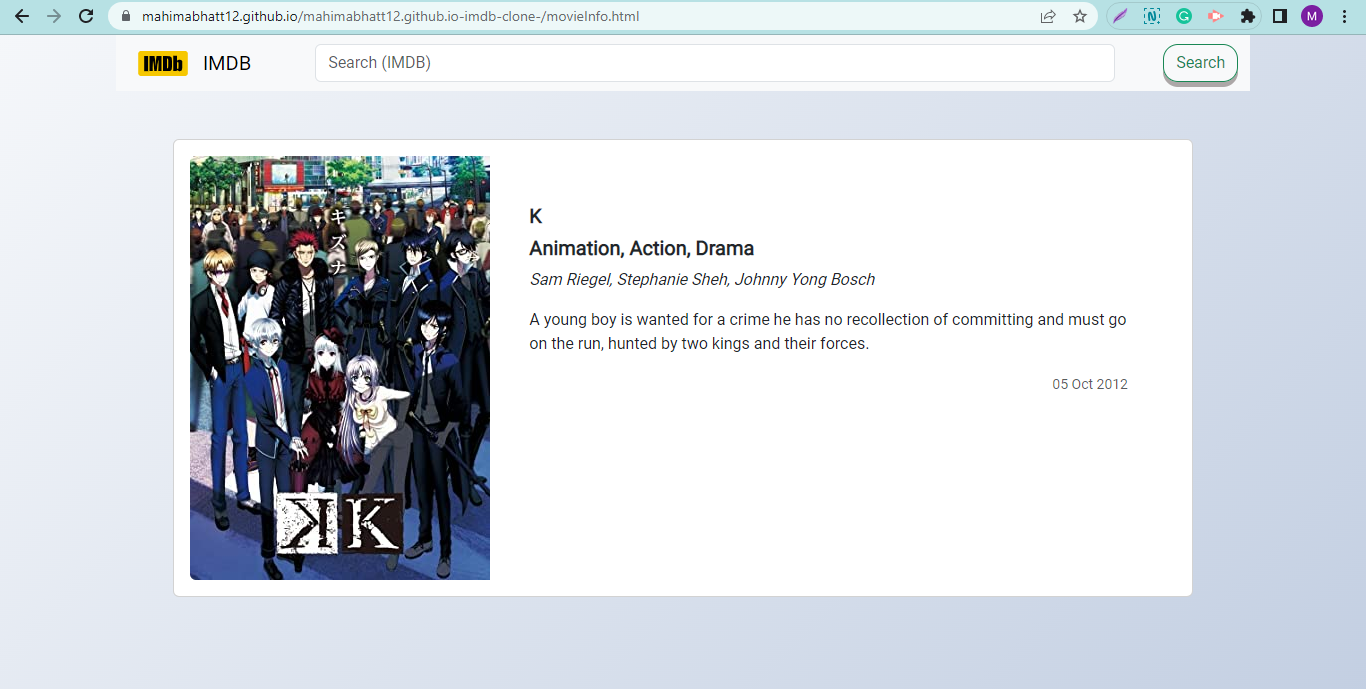 mahimabhatt12.github.io/mahimabhatt12.github.io-imdb-clone-/movieInfo.html
M
IMDb IMDB Search (IMDB) Search
キズナ
K
Animation, Action, Drama
Sam Riegel, Stephanie Sheh, Johnny Yong Bosch
A young boy is wanted for a crime he has no recollection of committing and must go
on the run, hunted by two kings and their forces.
05 Oct 2012
K K